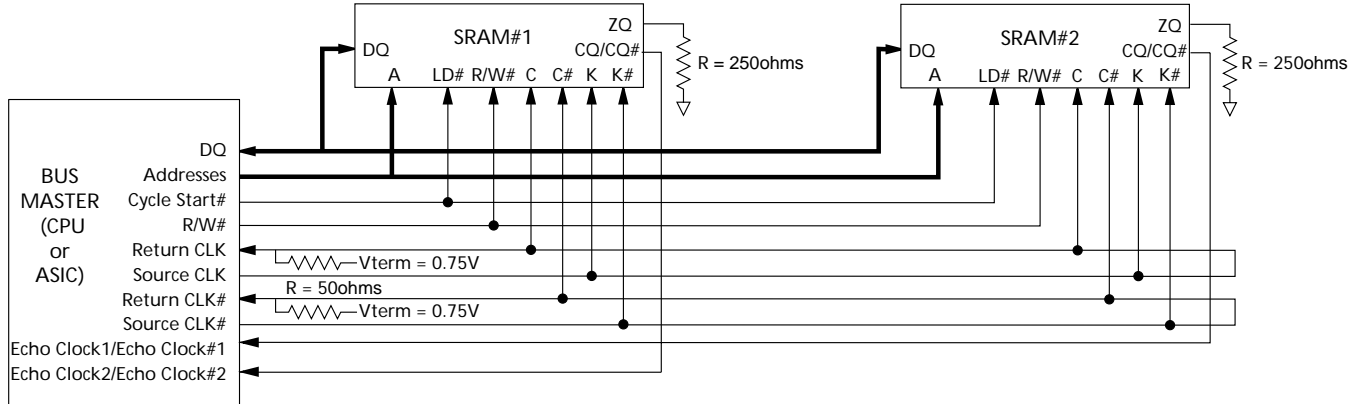 SRAM#1
ZQ
DQ
CQ/CQ#
A LD# R/W# C C# K K#
R = 250ohms
SRAM#2
ZQ
DQ
CQ/CQ#
A LD# R/W# C C# K K#
R = 250ohms
BUS
MASTER
(CPU
or
ASIC)
DQ
Addresses
Cycle Start#
R/W#
Return CLK
Source CLK
Return CLK#
Source CLK#
Echo Clock1/Echo Clock#1
Echo Clock2/Echo Clock#2
Vterm = 0.75V
R = 50ohms
Vterm = 0.75V